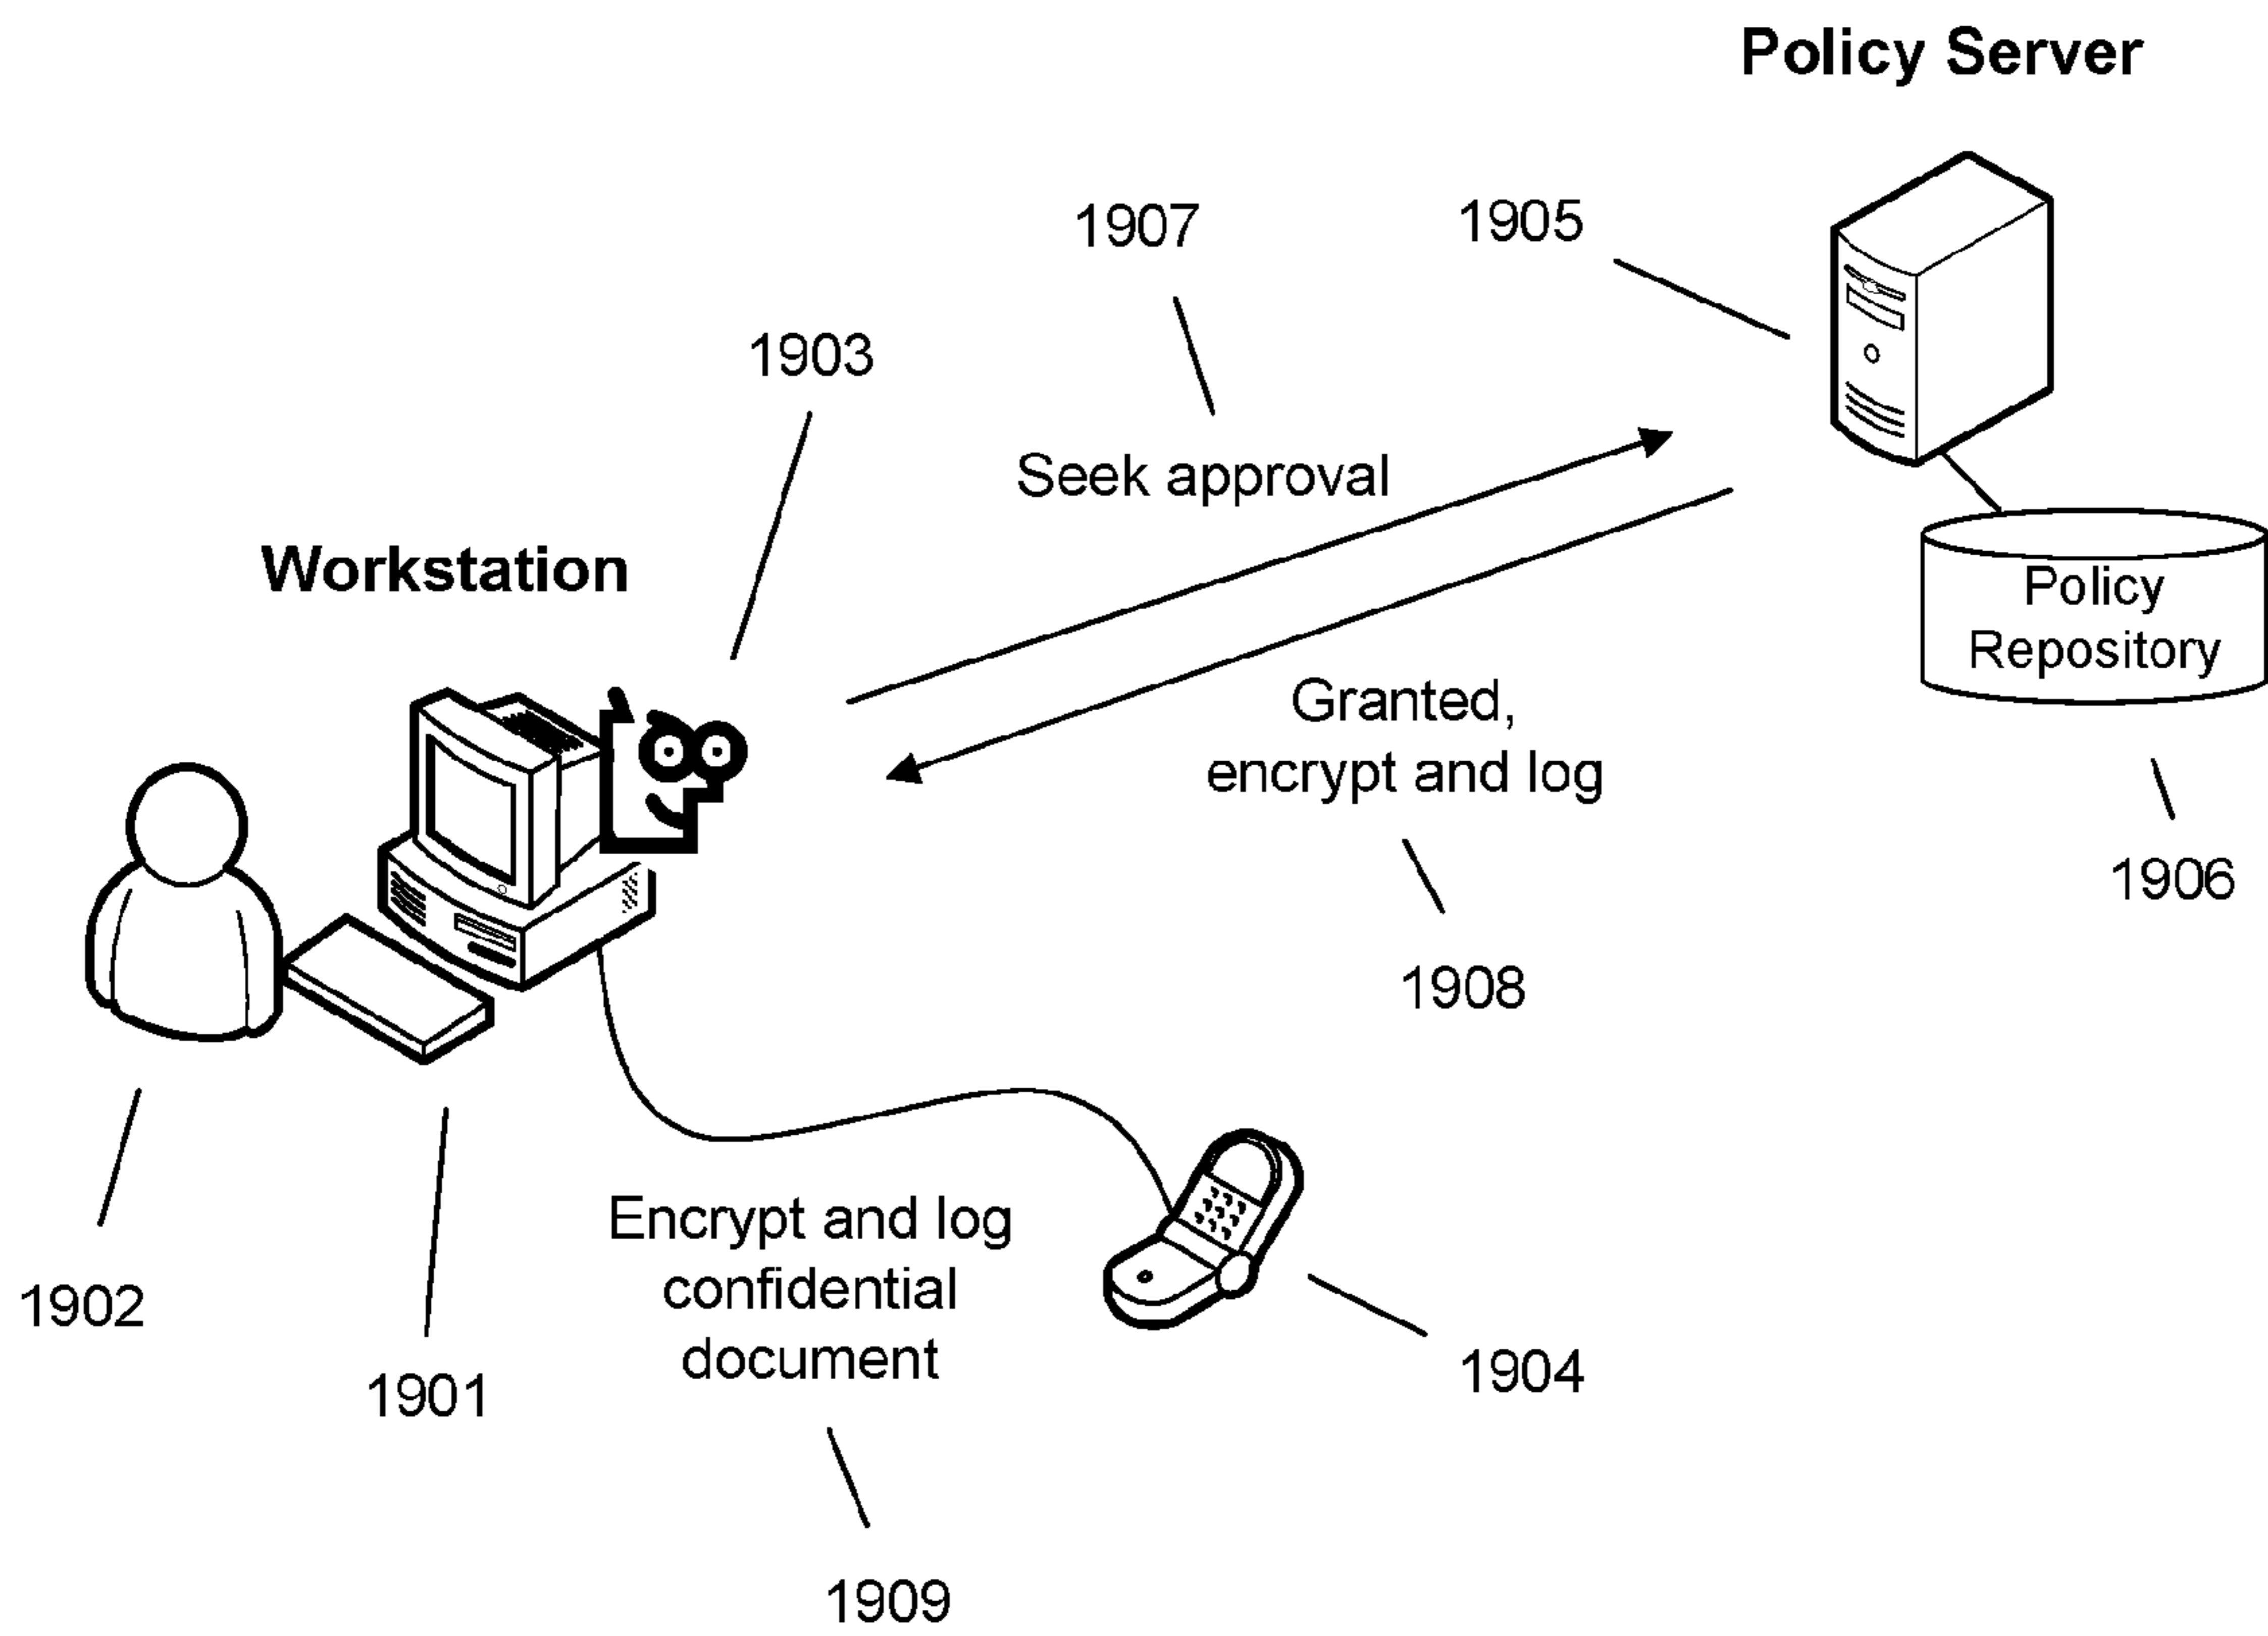 Policy Server
1907
1905
1903
Seek approval
Workstation
Policy
Repository
Granted,
encrypt and log
1906
1908
Encrypt and log
confidential
document
1902
1901
1904
1909